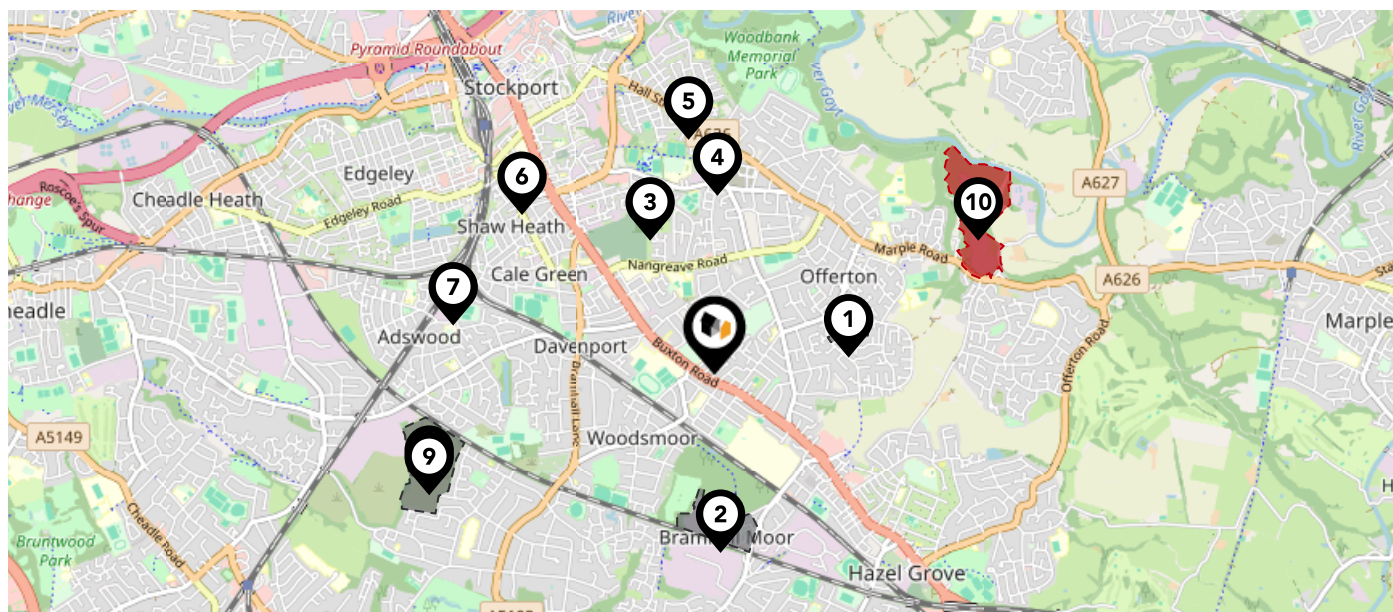 River
Woodbank
Memorial
Park
Pyramid Roundabout
Stockport
Hall St
5
A626
4
River Goyt
River Goyt
River Mersey
Edgeley
6
A627
Roscoe's Spur
Cheadle Heath
Edgeley Road
3
10
Shaw Heath
Marple Road
Nangreave Road
Cale Green
Offerton
A626
7
1
Marple
Adswood
Davenport
Buxton Road
Offerton Road
Bramhall Lane
A5149
Woodsmoor
9
Cheadle Road
2
Bramhall Moor
Bruntwood
Park
Hazel Grove